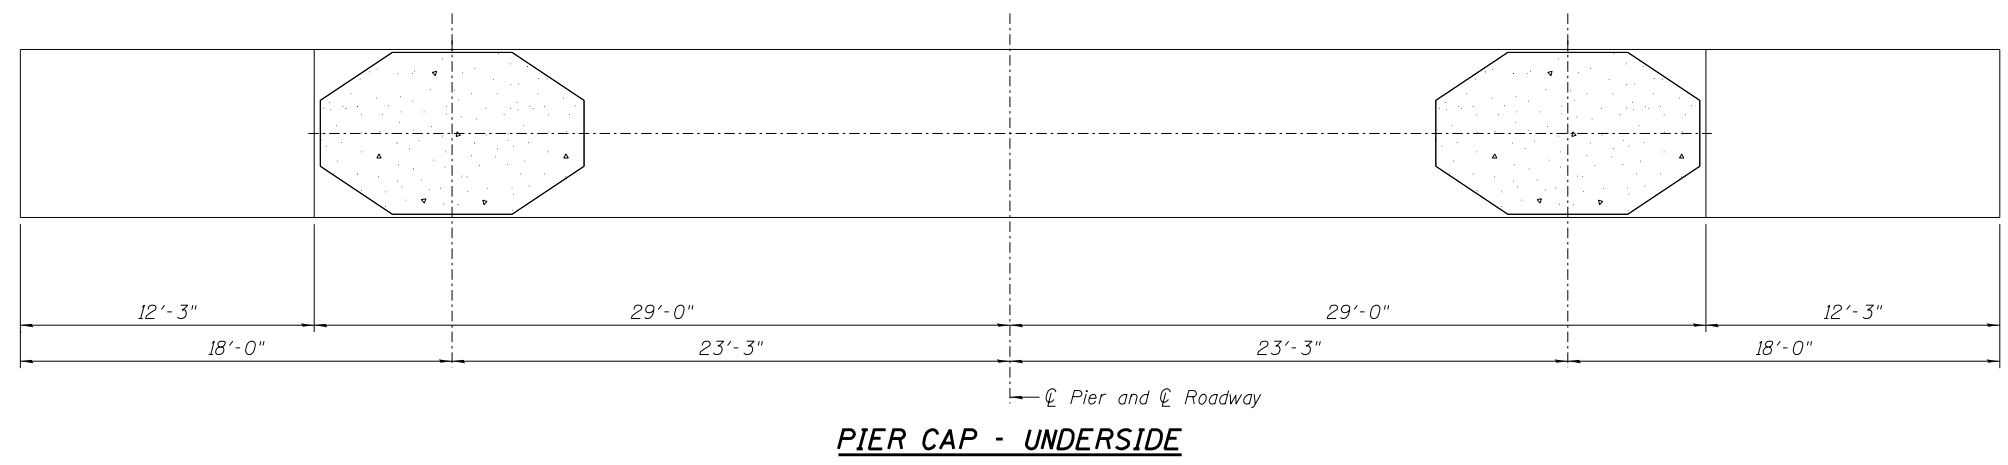 12'-3" 29'-0" 29'-0" 12'-3"
18'-0" 23'-3" 23'-3" 18'-0"
℄ Pier and ℄ Roadway
PIER CAP - UNDERSIDE